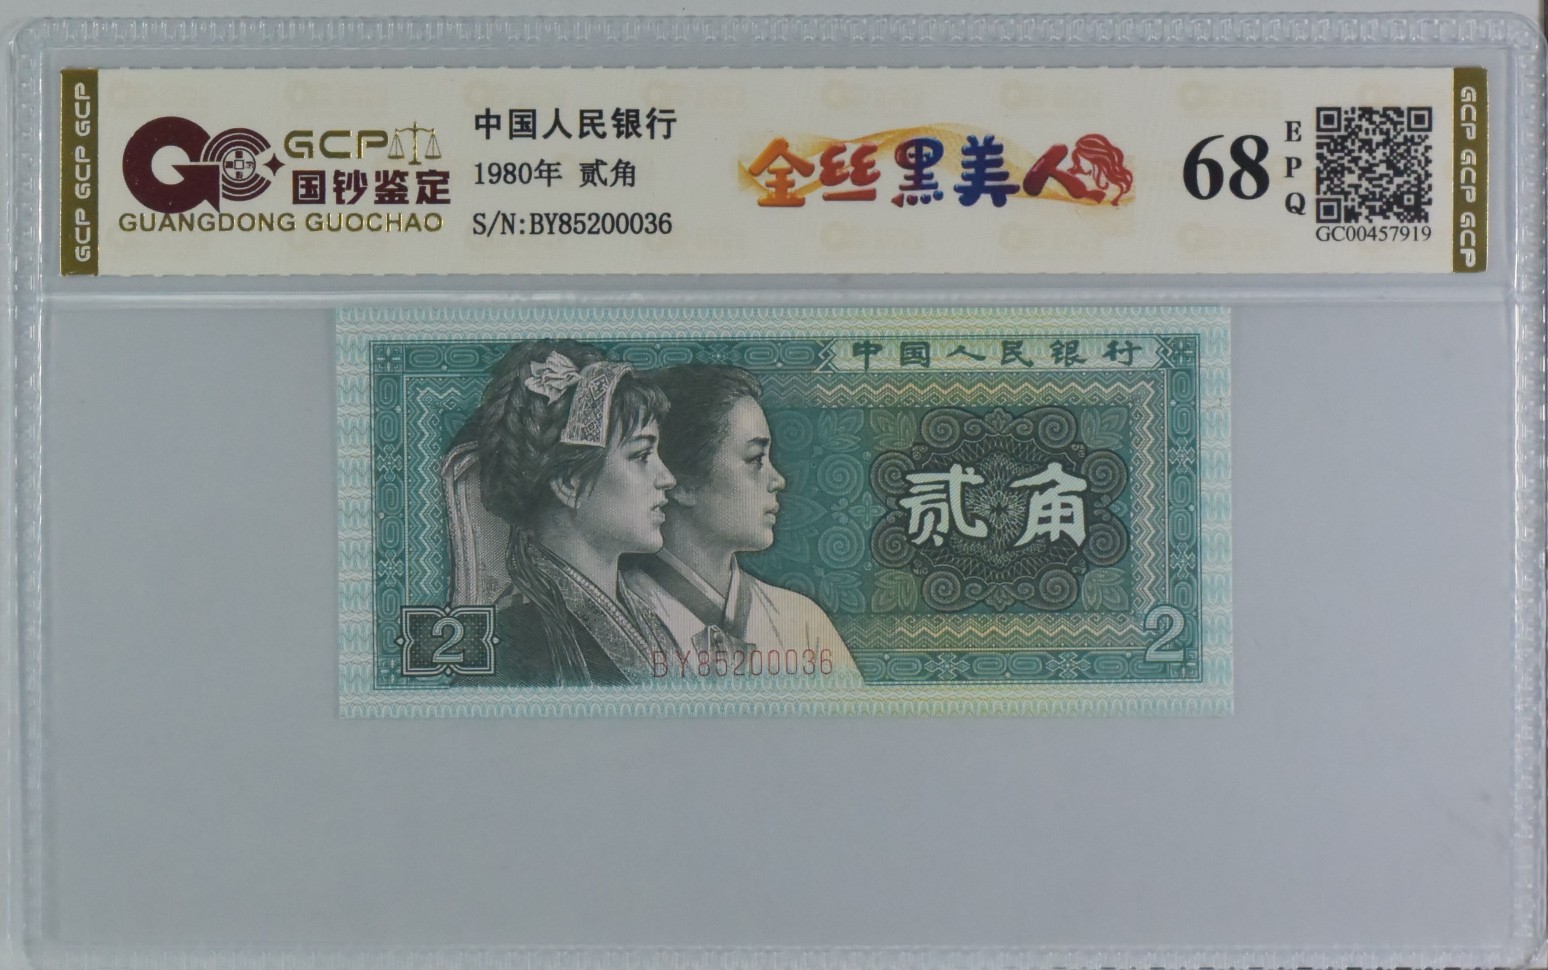 GCP GCP GCP
GCP
国钞鉴定
GUANGDONG GUOCHAO
中国人民银行
1980年 贰角
S/N:BY85200036
金丝黑美人
68
EPQ
GC00457919
GCP GCP GCP
中国人民银行
贰角
2
2
BY85200036